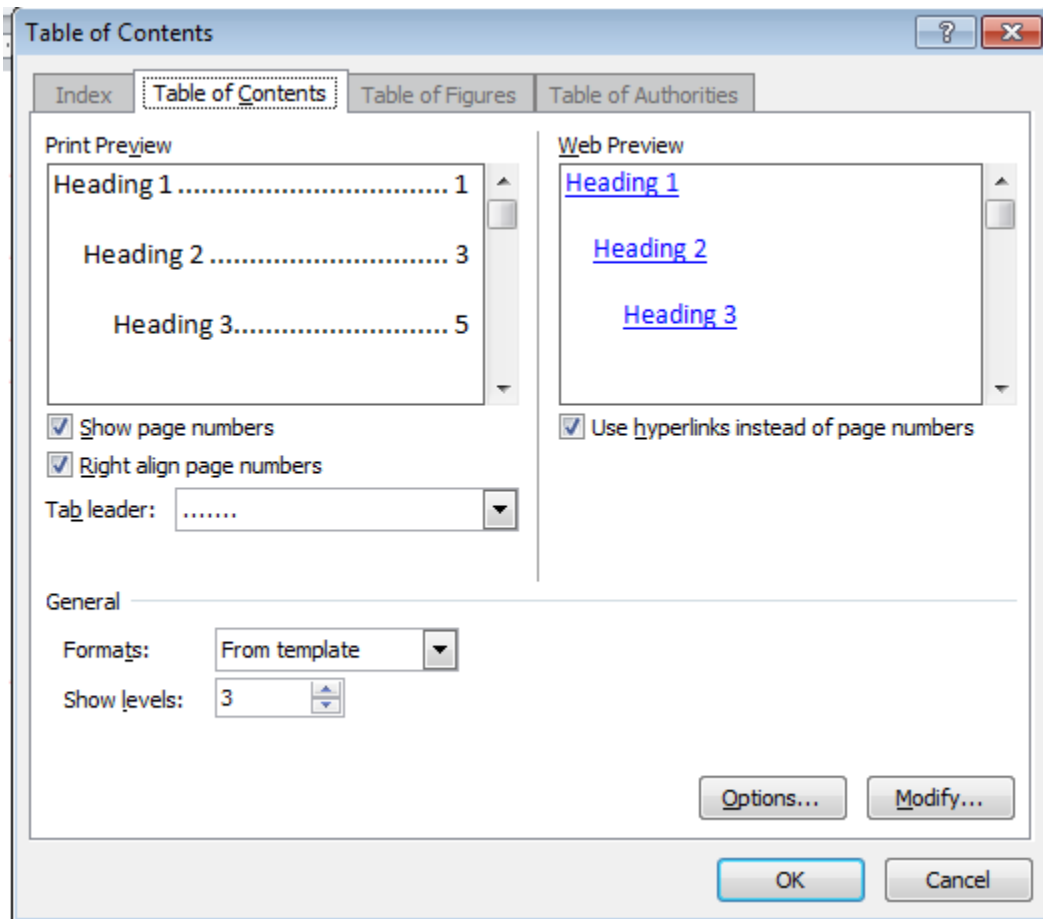 Table of Contents
Index Table of Contents Table of Figures Table of Authorities
Print Preview
Heading 1 ................................ 1
Heading 2 ............................ 3
Heading 3......................... 5
Show page numbers
Right align page numbers
Tab leader: .......
Web Preview
Heading 1
Heading 2
Heading 3
Use hyperlinks instead of page numbers
General
Formats: From template
Show levels: 3
Options... Modify...
OK Cancel